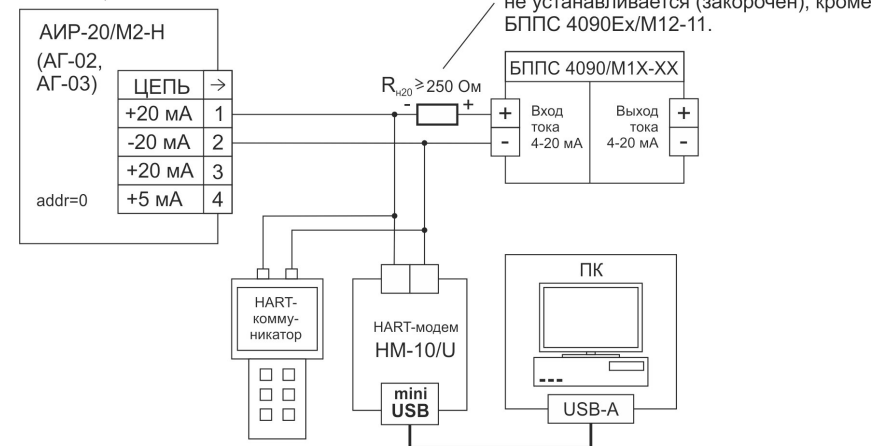 не устанавливается (закорочен), кроме
БППС 4090Ex/M12-11.
АИР-20/М2-Н
(АГ-02,
АГ-03)
ЦЕПЬ →
+20 мА 1
-20 мА 2
+20 мА 3
+5 мА 4
addr=0
Rн20 ⩾ 250 Ом
- +
БППС 4090/М1Х-ХХ
+
-
Вход
тока
4-20 мА
Выход
тока
4-20 мА
+
-
HART-
комму-
никатор
HART-модем
НМ-10/U
mini
USB
ПК
USB-A